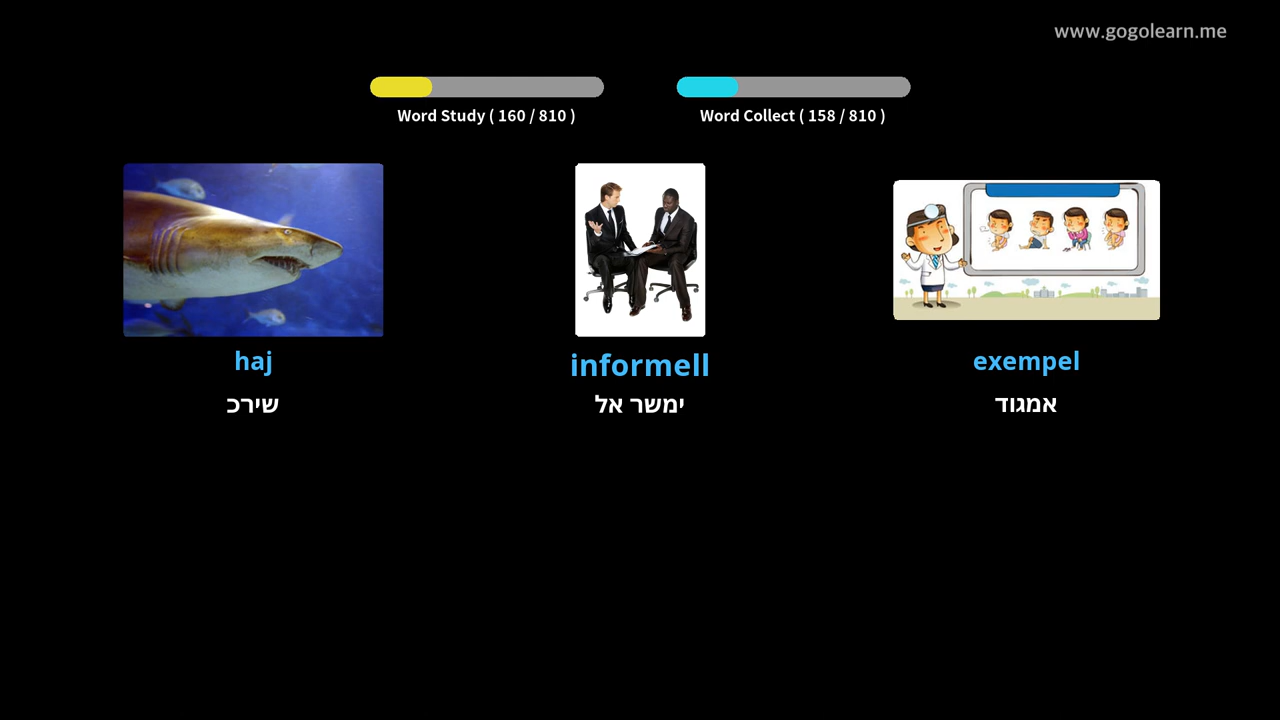 www.gogolearn.me
Word Study ( 160 / 810 )
Word Collect ( 158 / 810 )
haj
informell
exempel
שירכ
ימשר אל
אמגוד